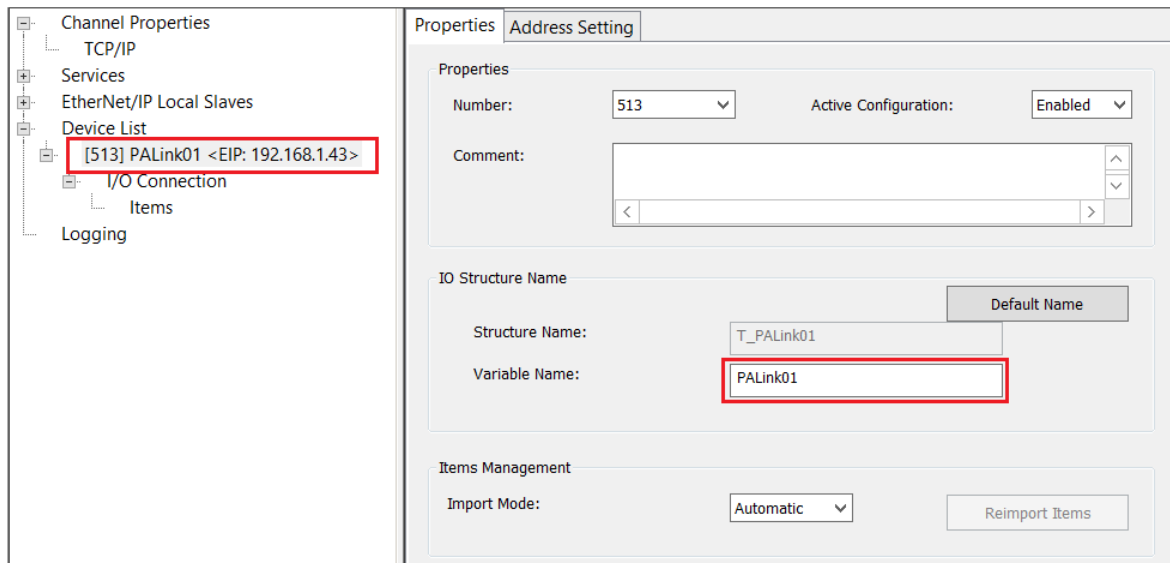 Channel Properties
TCP/IP
Services
EtherNet/IP Local Slaves
Device List
[513] PALink01 <EIP: 192.168.1.43>
I/O Connection
Items
Logging
Properties Address Setting
Properties
Number: 513 Active Configuration: Enabled
Comment:
IO Structure Name
Default Name
Structure Name: T_PALink01
Variable Name: PALink01
Items Management
Import Mode: Automatic Reimport Items